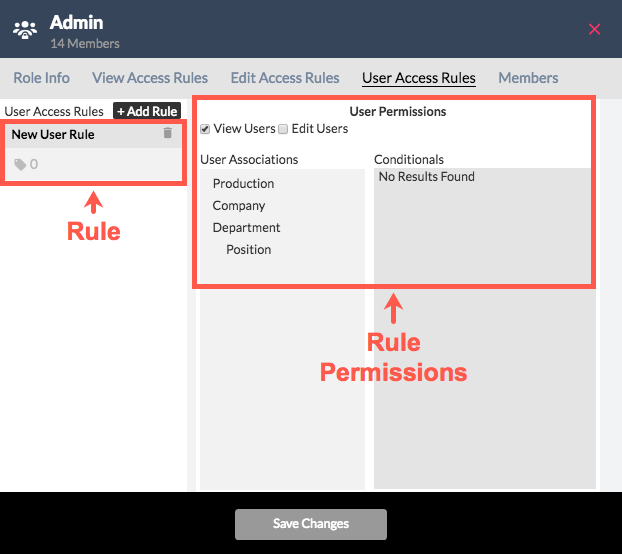 Admin
14 Members
Role Info View Access Rules Edit Access Rules User Access Rules Members
User Access Rules + Add Rule
New User Rule
0
Rule
User Permissions
View Users Edit Users
User Associations Conditionals
Production No Results Found
Company
Department
Position
Rule
Permissions
Save Changes